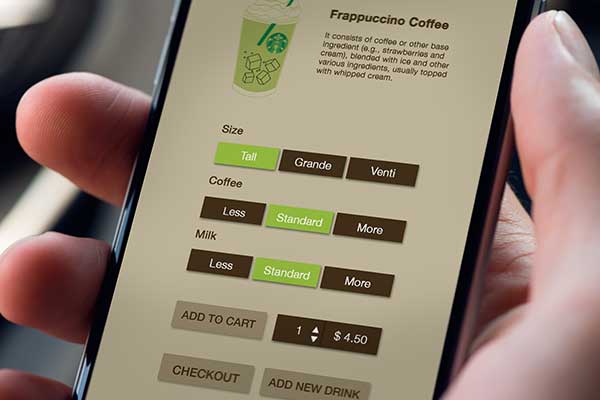 Frappuccino Coffee
It consists of coffee or other base
ingredient (e.g., strawberries and
cream), blended with ice and other
various ingredients, usually topped
with whipped cream.
Size
Tall Grande Venti
Coffee
Less Standard More
Milk
Less Standard More
ADD TO CART 1 $ 4.50
CHECKOUT ADD NEW DRINK